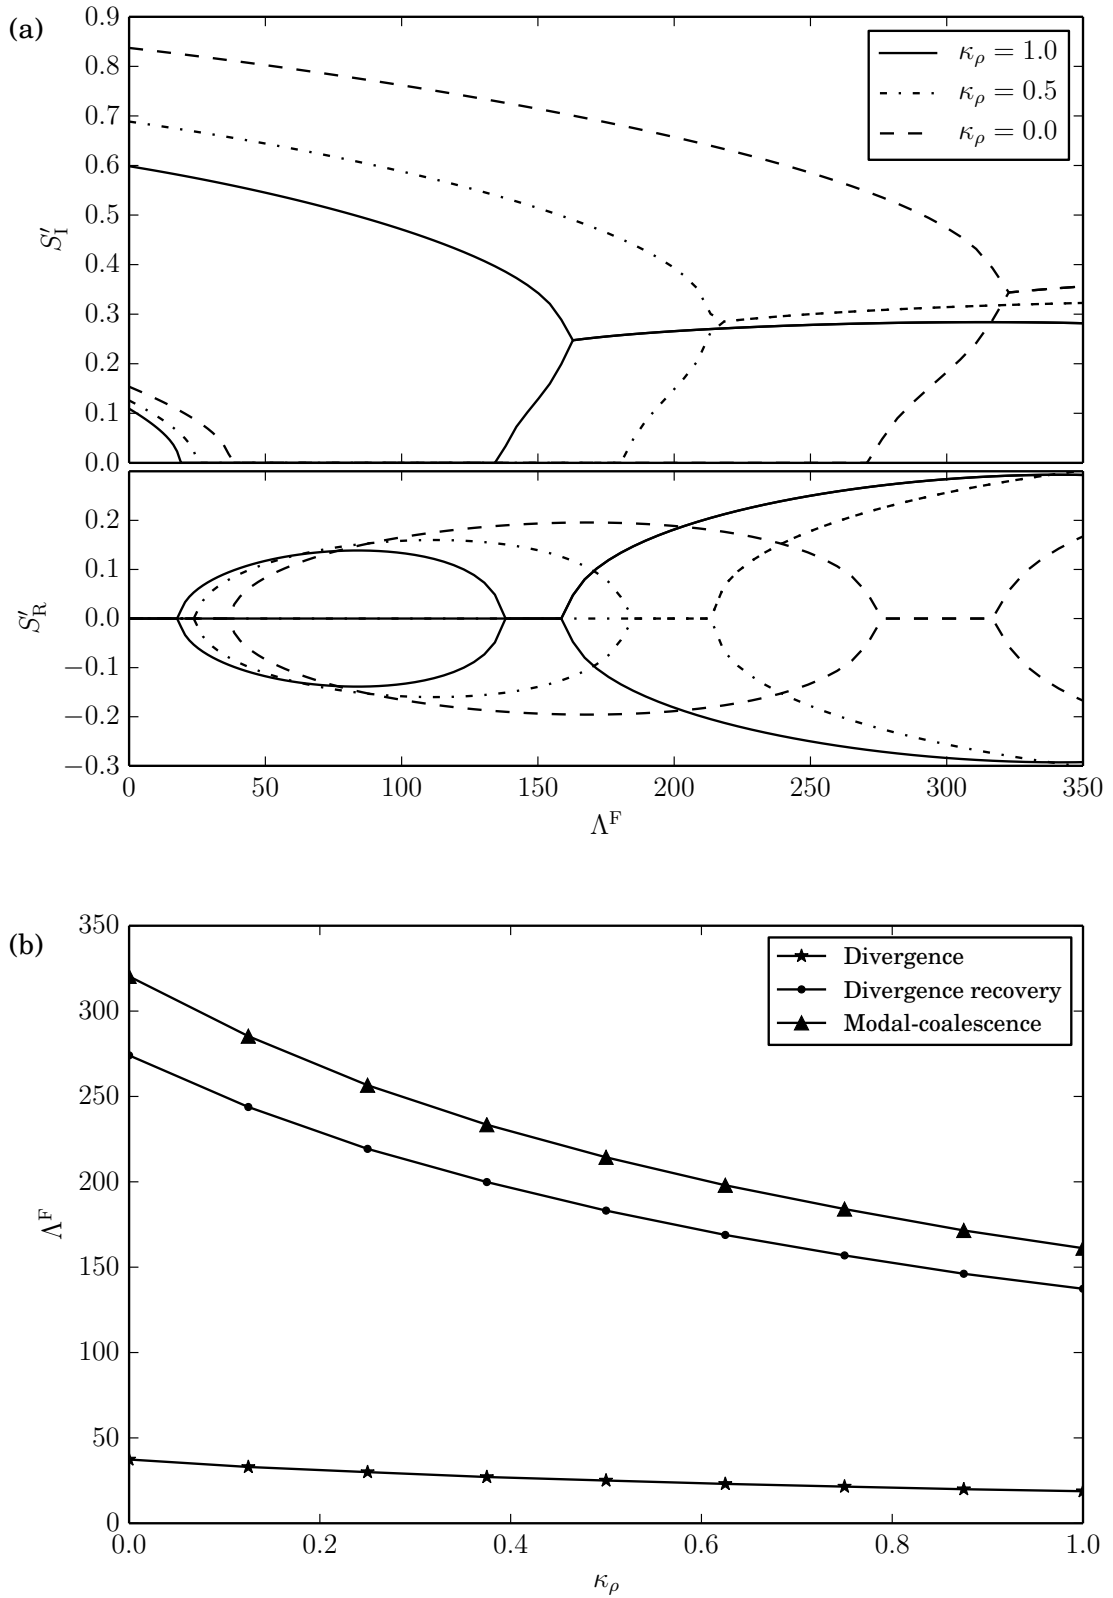 (a)
0.9
0.8
0.7
0.6
0.5
0.4
0.3
0.2
0.1
0.0
S′I
κρ = 1.0
κρ = 0.5
κρ = 0.0
0.2
0.1
0.0
−0.1
−0.2
−0.3
S′R
0 50 100 150 200 250 300 350
ΛF
(b)
350
300
250
200
150
100
50
0
ΛF
Divergence
Divergence recovery
Modal-coalescence
0.0 0.2 0.4 0.6 0.8 1.0
κρ